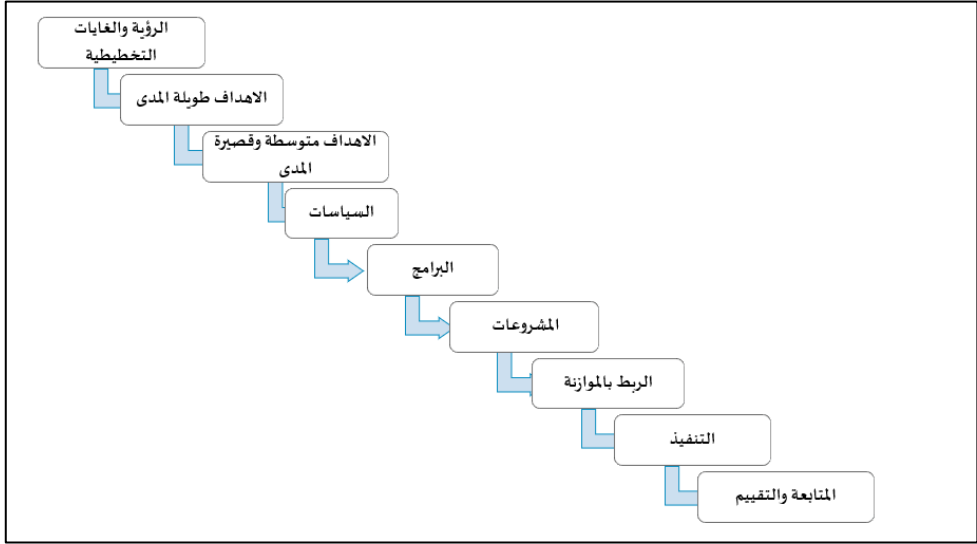 الرؤية والغايات
التخطيطية
الاهداف طويلة المدى
الاهداف متوسطة وقصيرة
المدى
السياسات
البرامج
المشروعات
الربط بالموازنة
التنفيذ
المتابعة والتقييم